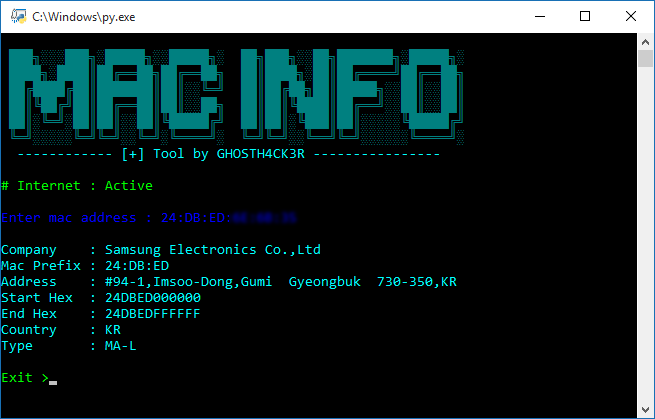 C:\Windows\py.exe
MAC INFO
------------ [+] Tool by GHOSTH4CK3R ----------------
# Internet : Active
Enter mac address : 24:DB:ED:
Company    : Samsung Electronics Co.,Ltd
Mac Prefix : 24:DB:ED
Address    : #94-1,Imsoo-Dong,Gumi  Gyeongbuk  730-350,KR
Start Hex  : 24DBED000000
End Hex    : 24DBEDFFFFFF
Country    : KR
Type       : MA-L
Exit >